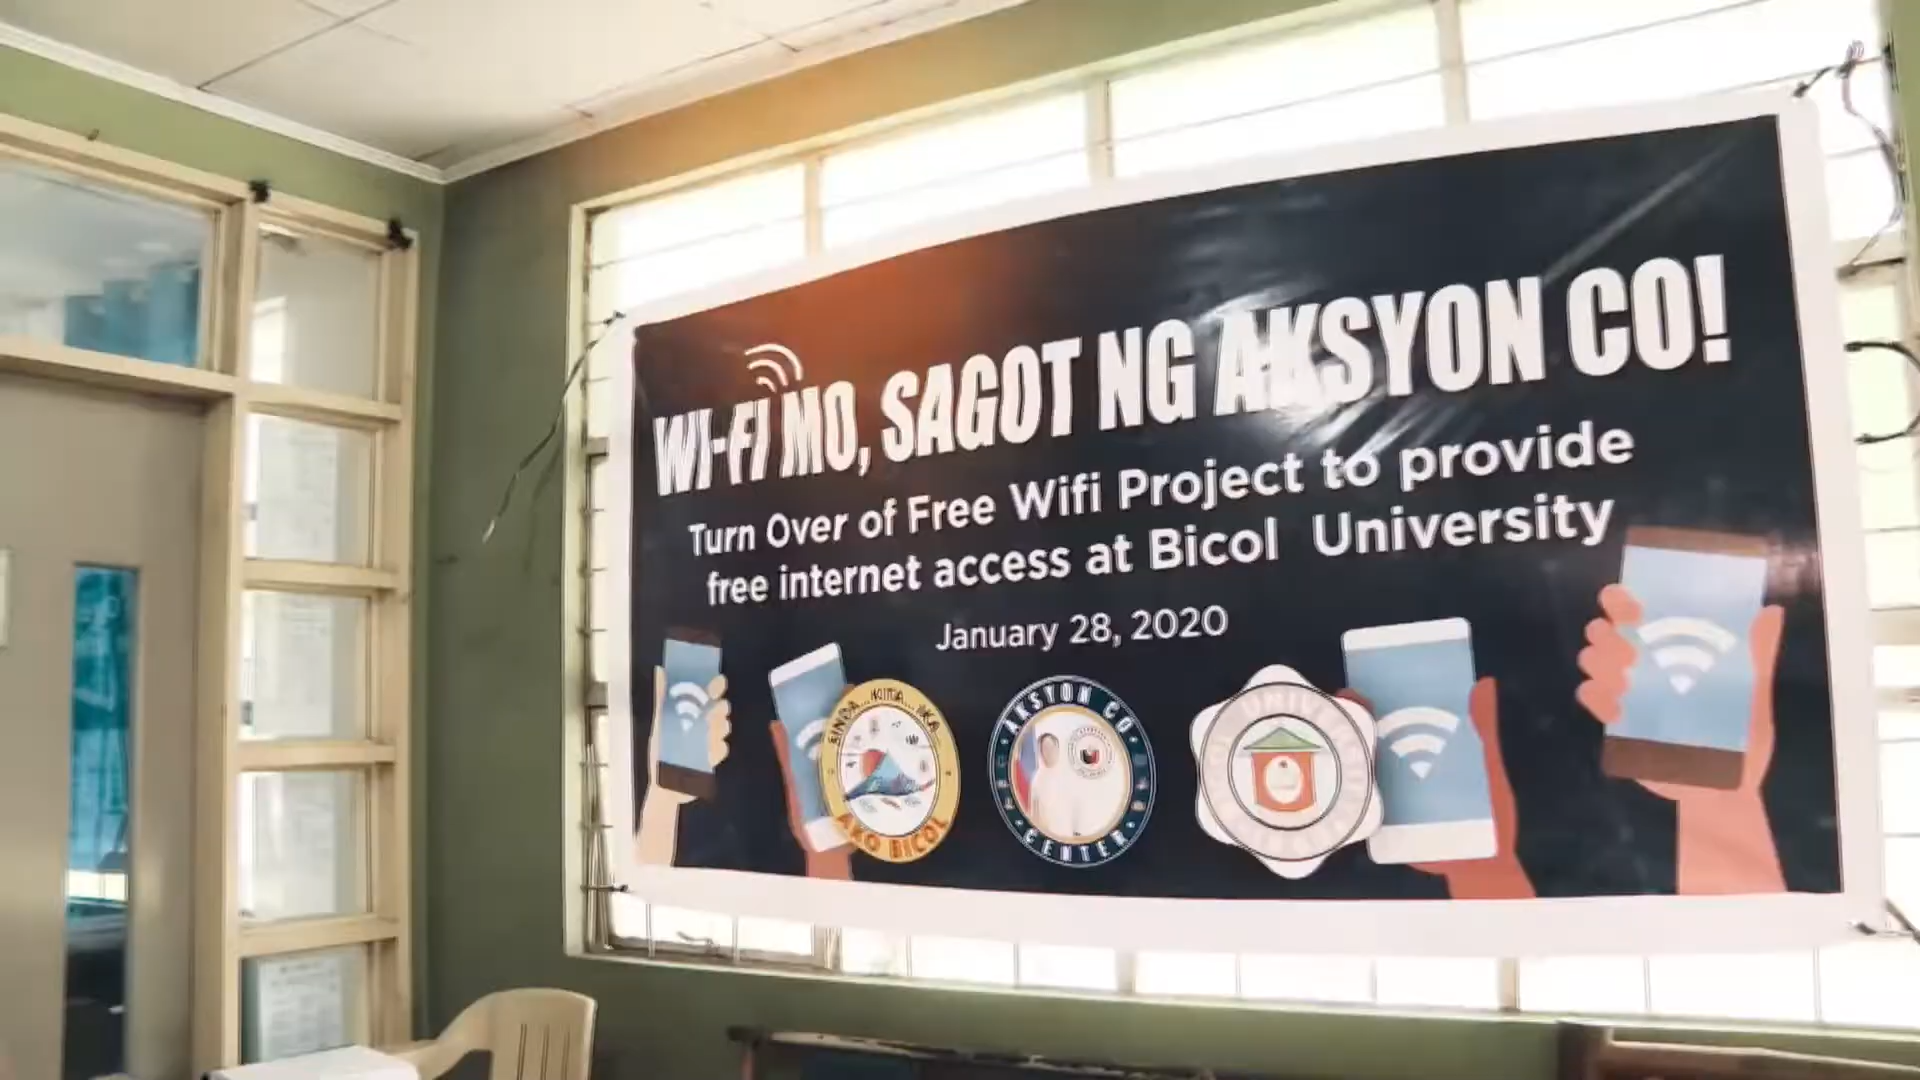 WI-FI MO, SAGOT NG AKSYON CO!
Turn Over of Free Wifi Project to provide
free internet access at Bicol University
January 28, 2020
AKO BICOL
AKSYON CO
CENTER